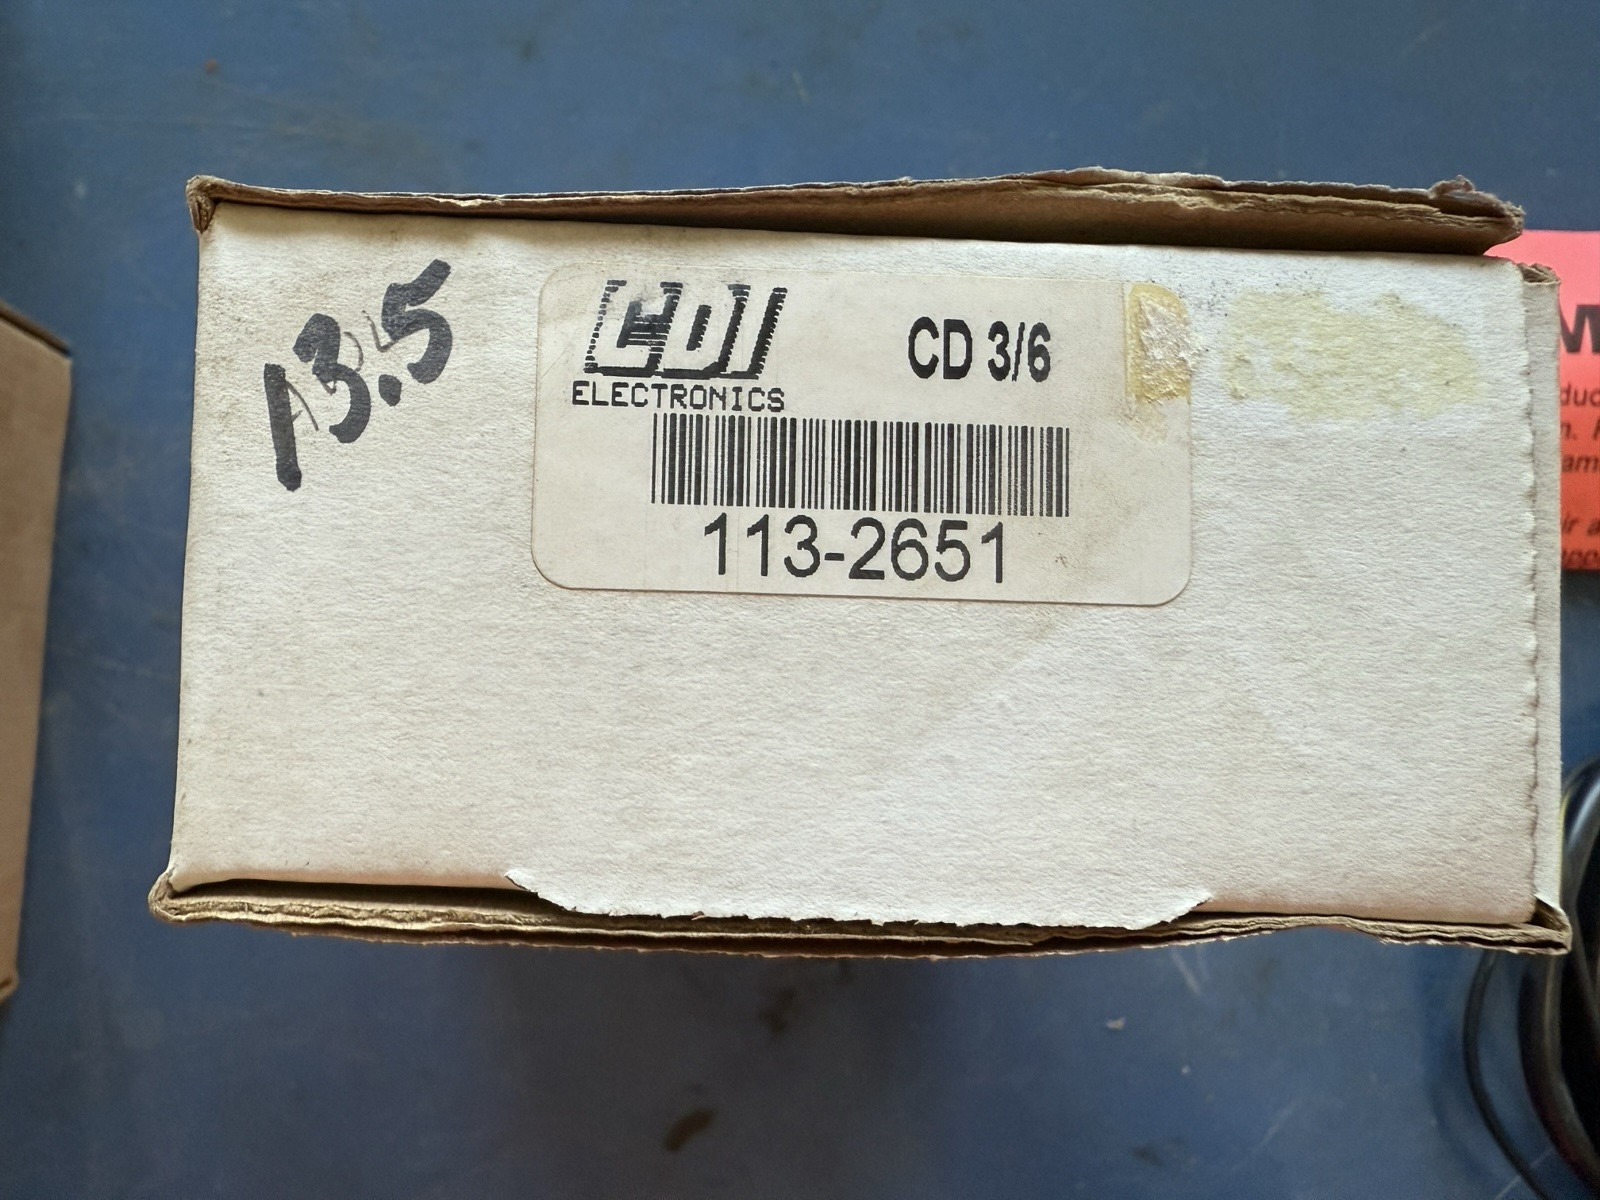 13.5
CDI
CD 3/6
ELECTRONICS
113-2651